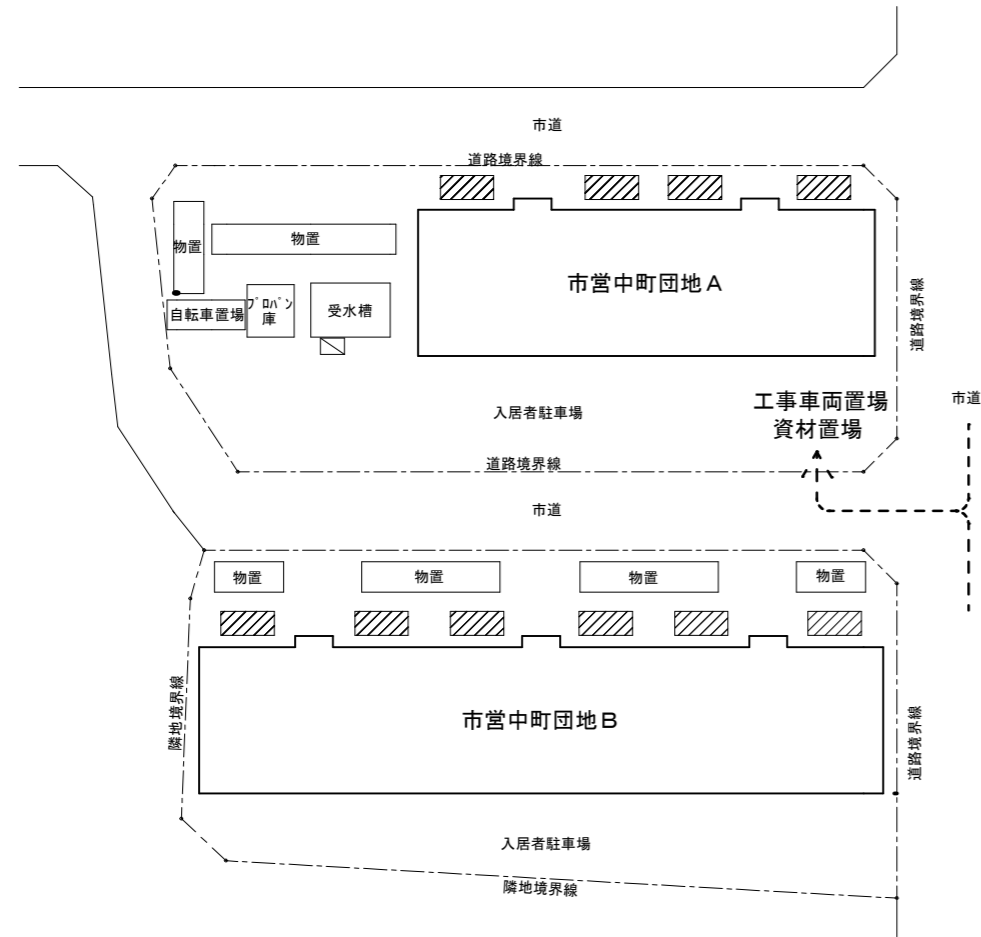 市道
道路境界線
物置
物置
市営中町団地A
自転車置場
プロパン
庫
受水槽
道路境界線
入居者駐車場
工事車両置場
資材置場
市道
道路境界線
市道
物置
物置
物置
物置
隣地境界線
市営中町団地B
道路境界線
入居者駐車場
隣地境界線